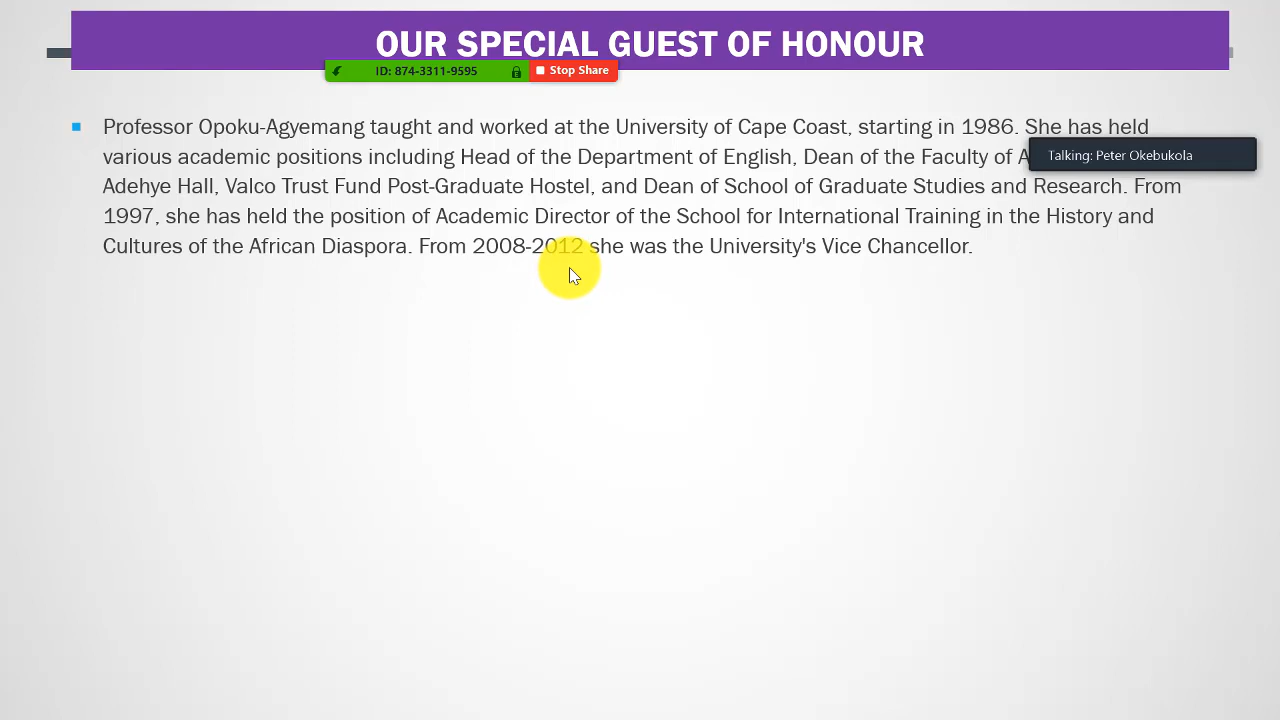 OUR SPECIAL GUEST OF HONOUR
ID: 874-3311-9595
Stop Share
Professor Opoku-Agyemang taught and worked at the University of Cape Coast, starting in 1986. She has held
various academic positions including Head of the Department of English, Dean of the Faculty of A
Talking: Peter Okebukola
Adehye Hall, Valco Trust Fund Post-Graduate Hostel, and Dean of School of Graduate Studies and Research. From
1997, she has held the position of Academic Director of the School for International Training in the History and
Cultures of the African Diaspora. From 2008-2012 she was the University's Vice Chancellor.